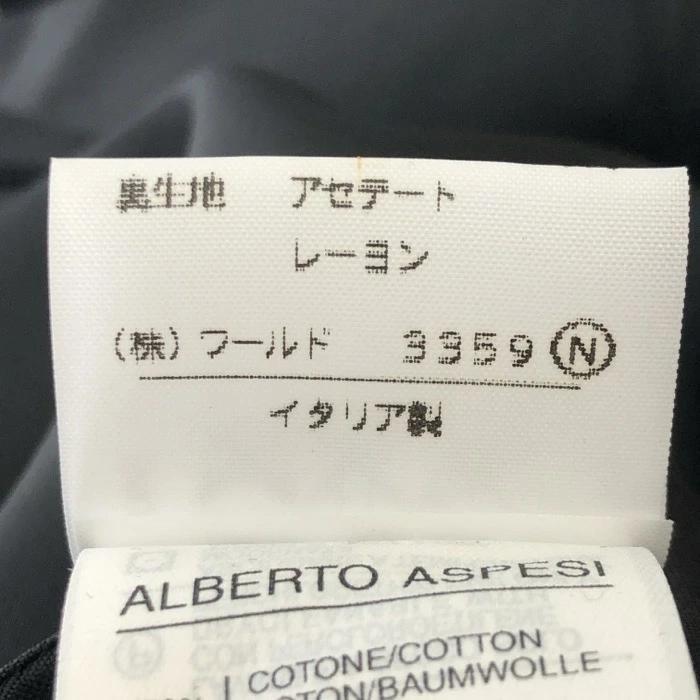 裏生地 アセテート
レーヨン
(株)ワールド 3359 Ⓝ
イタリア製
ALBERTO ASPESI
COTONE/COTTON
/BAUMWOLLE